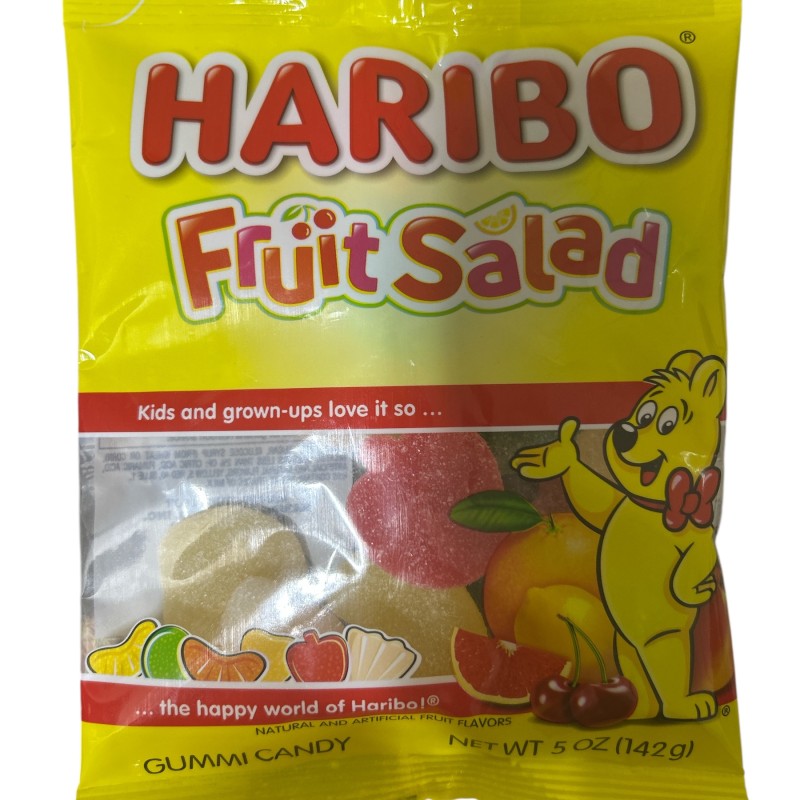 HARIBO®
Früit Salad
Kids and grown-ups love it so ...
... the happy world of Haribo!®
®
NATURAL AND ARTIFICIAL FRUIT FLAVORS
GUMMI CANDY
NET WT 5 OZ (142g)